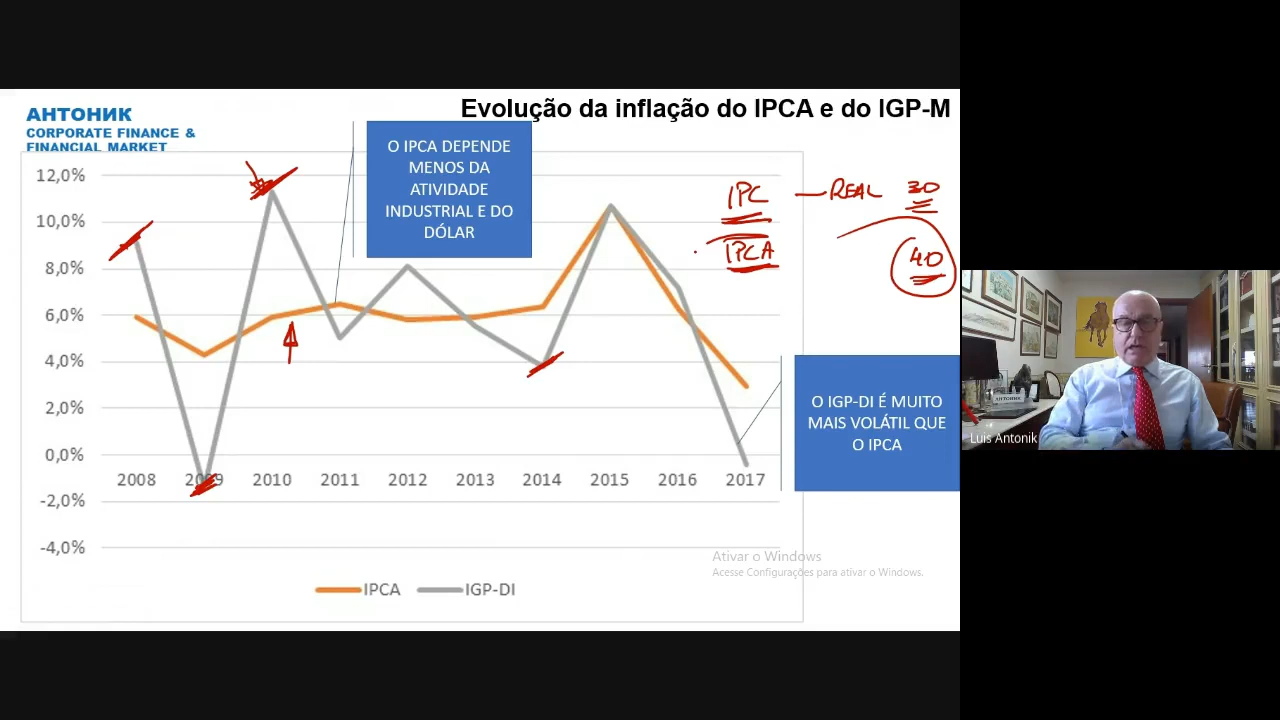 Evolução da inflação do IPCA e do IGP-M
АНТОНИК
CORPORATE FINANCE &
FINANCIAL MARKET
O IPCA DEPENDE
MENOS DA
ATIVIDADE
INDUSTRIAL E DO
DÓLAR
IPC — REAL 30
IPCA 40
12,0%
10,0%
8,0%
6,0%
4,0%
2,0%
0,0%
-2,0%
-4,0%
2008 2009 2010 2011 2012 2013 2014 2015 2016 2017
O IGP-DI É MUITO
MAIS VOLÁTIL QUE
O IPCA
Ativar o Windows
Acesse Configurações para ativar o Windows.
IPCA IGP-DI
АНТОНИК
Luis Antonik